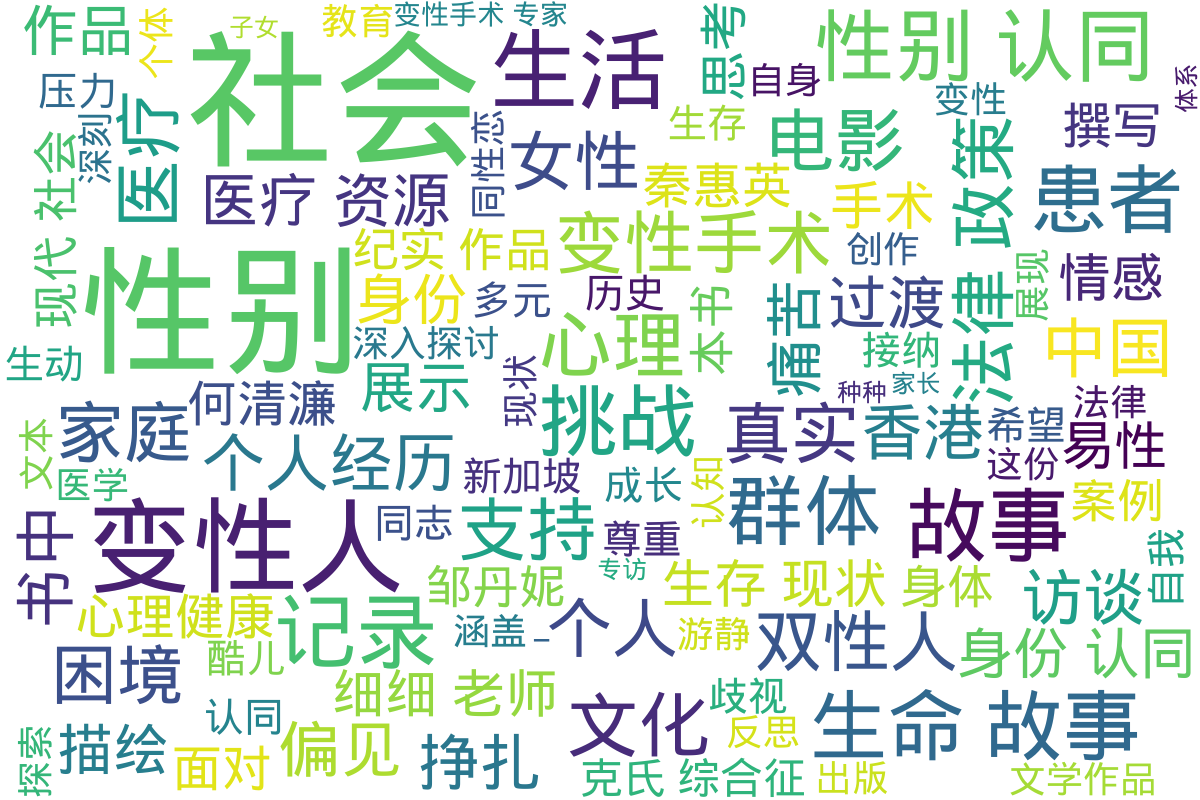 作品
个体
子女
教育
变性手术 专家
社会
生活
思考
自身
性别 认同
体系
压力
深刻
医疗
同性恋
女性
生存
电影
变性
政策
撰写
社会
医疗 资源
秦惠英
手术
患者
现代
性别
纪实 作品
变性手术
创作
展现
情感
身份
多元
历史
本书
痛苦
过渡
法律
中国
生动
深入探讨
心理
接纳
何清濂
展示
现状
挑战
种种
家长
法律
家庭
个人经历
真实
香港
希望
易性
文本
医学
新加坡
成长
认知
这份
案例
书中
变性人
同志
支持
尊重
群体
故事
自我
专访
邹丹妮
生存 现状
身体
访谈
心理健康
记录
涵盖
–
个人
游静
双性人
身份 认同
困境
酷儿
细细 老师
歧视
认同
文化
反思
生命 故事
探索
描绘
面对
偏见
挣扎
克氏 综合征
出版
文学作品